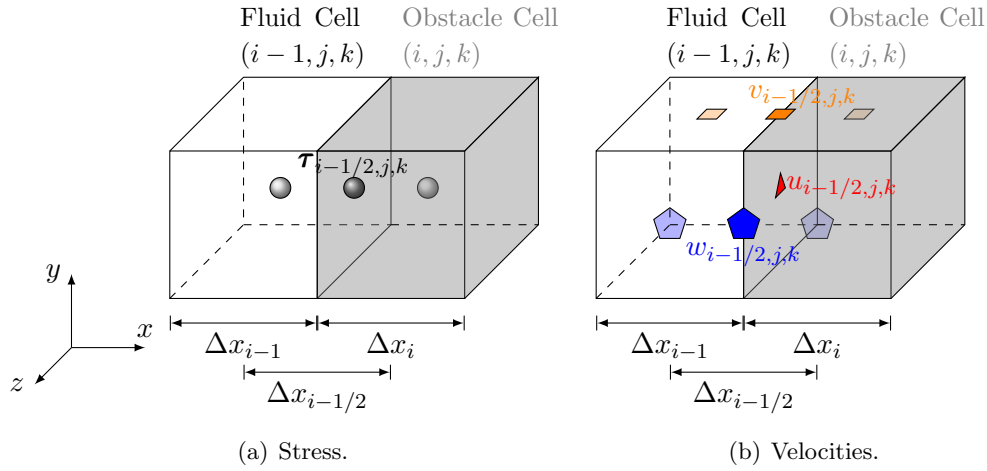 Fluid Cell
(i − 1, j, k)
Obstacle Cell
(i, j, k)
τ_{i−1/2,j,k}
y
x
z
Δx_{i−1}
Δx_i
Δx_{i−1/2}
(a) Stress.
Fluid Cell
(i − 1, j, k)
Obstacle Cell
(i, j, k)
v_{i−1/2,j,k}
u_{i−1/2,j,k}
w_{i−1/2,j,k}
Δx_{i−1}
Δx_i
Δx_{i−1/2}
(b) Velocities.